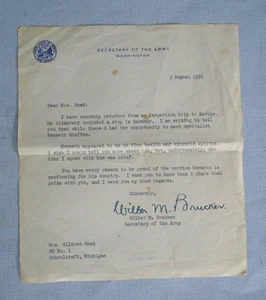 SECRETARY OF THE ARMY
WASHINGTON
3 August 1956
Dear Mrs. Mead:
I have recently returned from an inspection trip to Europe.
My itinerary included a stop in Germany. I am writing to tell
you that while there I had the opportunity to meet Specialist
Kenneth
Kenneth appeared to be in fine health and splendid spirits.
I wish I could tell you more about him, but, unfortunately, the
time I spent with him was brief.
You have every reason to be proud of the service Kenneth is
performing for his country. I want you to know that I share that
pride with you, and I send you my kind regards.
Sincerely,
Wilber M. Brucker
Wilber M. Brucker
Secretary of the Army
Mrs. Mildred Mead
RR No. 1
Schoolcraft, Michigan